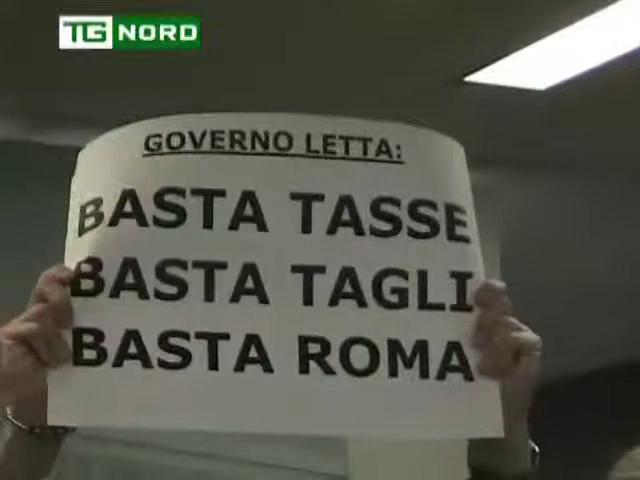 TG NORD
GOVERNO LETTA:
BASTA TASSE
BASTA TAGLI
BASTA ROMA